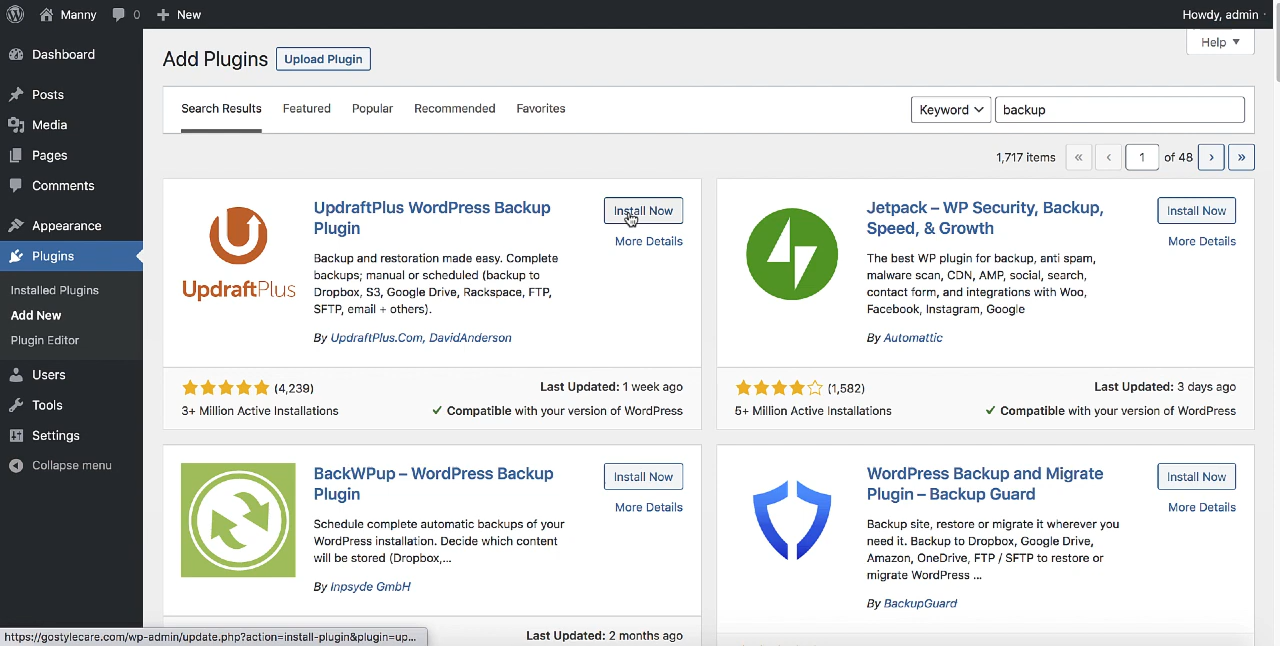 Manny 0 New Howdy, admin
Dashboard
Posts
Media
Pages
Comments
Appearance
Plugins
Installed Plugins
Add New
Plugin Editor
Users
Tools
Settings
Collapse menu
Help
Add Plugins Upload Plugin
Search Results Featured Popular Recommended Favorites Keyword backup
1,717 items « ‹ 1 of 48 › »
UpdraftPlus
UpdraftPlus WordPress Backup
Plugin
Install Now
More Details
Backup and restoration made easy. Complete
backups; manual or scheduled (backup to
Dropbox, S3, Google Drive, Rackspace, FTP,
SFTP, email + others).
By UpdraftPlus.Com, DavidAnderson
(4,239)
Last Updated: 1 week ago
3+ Million Active Installations
✓ Compatible with your version of WordPress
Jetpack – WP Security, Backup,
Speed, & Growth
Install Now
More Details
The best WP plugin for backup, anti spam,
malware scan, CDN, AMP, social, search,
contact form, and integrations with Woo,
Facebook, Instagram, Google
By Automattic
(1,582)
Last Updated: 3 days ago
5+ Million Active Installations
✓ Compatible with your version of WordPress
BackWPup – WordPress Backup
Plugin
Install Now
More Details
Schedule complete automatic backups of your
WordPress installation. Decide which content
will be stored (Dropbox,...
By Inpsyde GmbH
Last Updated: 2 months ago
WordPress Backup and Migrate
Plugin – Backup Guard
Install Now
More Details
Backup site, restore or migrate it wherever you
need it. Backup to Dropbox, Google Drive,
Amazon, OneDrive, FTP / SFTP to restore or
migrate WordPress ...
By BackupGuard
https://gostylecare.com/wp-admin/update.php?action=install-plugin&plugin=up...